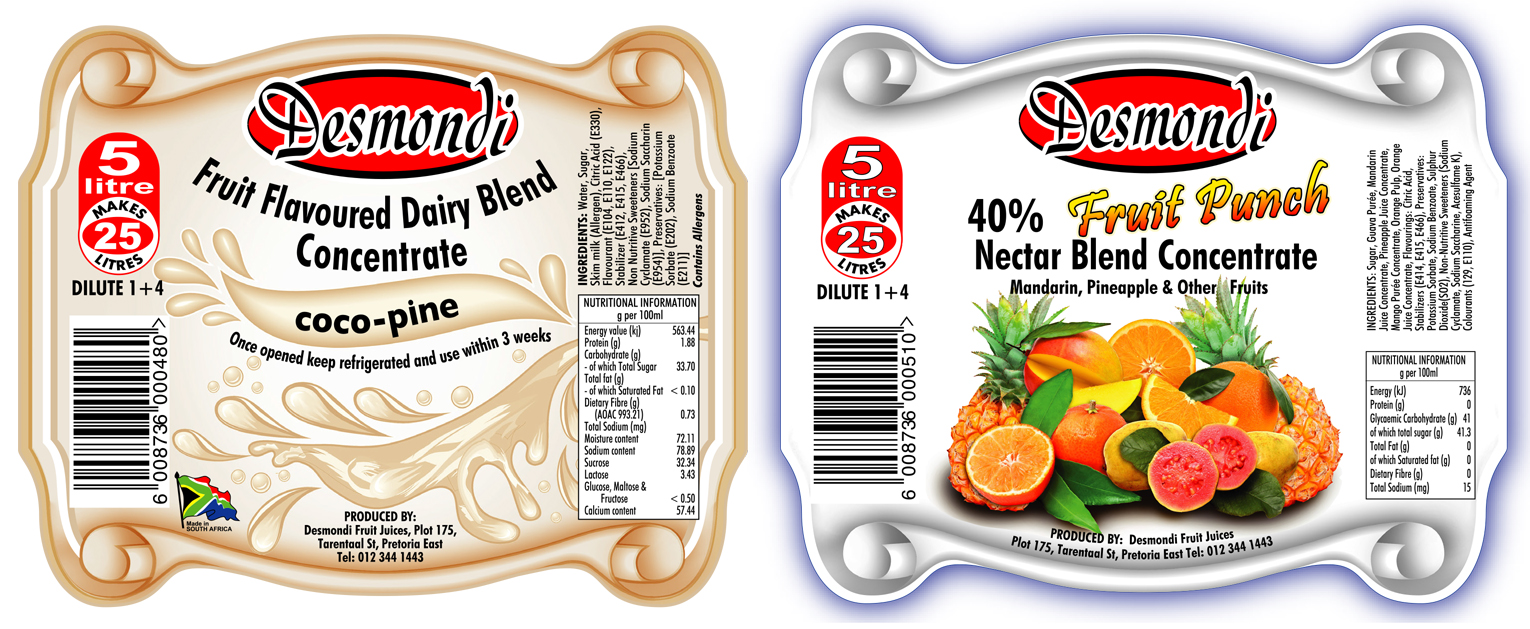 Desmondi
5
litre
MAKES
25
LITRES
DILUTE 1+4
Fruit Flavoured Dairy Blend
Concentrate
coco-pine
Once opened keep refrigerated and use within 3 weeks
6 008736 000480 >
Made in
SOUTH AFRICA
PRODUCED BY:
Desmondi Fruit Juices, Plot 175,
Tarentaal St, Pretoria East
Tel: 012 344 1443
INGREDIENTS: Water, Sugar,
Skim milk (Allergen), Citric Acid (E330),
Flavourant (E104, E110, E122),
Stabilizer (E412, E415, E466),
Non Nutritive Sweeteners [Sodium
Cyclamate (E952), Sodium Saccharin
(E954)], Preservatives: [Potassium
Sorbate (E202), Sodium Benzoate
(E211)]
Contains Allergens
NUTRITIONAL INFORMATION
g per 100ml
Energy value (kj) 563.44
Protein (g) 1.88
Carbohydrate (g)
- of which Total Sugar 33.70
Total fat (g)
- of which Saturated Fat < 0.10
Dietary Fibre (g)
(AOAC 993.21) 0.73
Total Sodium (mg)
Moisture content 72.11
Sodium content 78.89
Sucrose 32.34
Lactose 3.43
Glucose, Maltose &
Fructose < 0.50
Calcium content 57.44
Desmondi
5
litre
MAKES
25
LITRES
DILUTE 1+4
40% Fruit Punch
Nectar Blend Concentrate
Mandarin, Pineapple & Other Fruits
6 008736 000510 >
PRODUCED BY: Desmondi Fruit Juices
Plot 175, Tarentaal St, Pretoria East Tel: 012 344 1443
INGREDIENTS: Sugar, Guava Purée, Mandarin
Juice Concentrate, Pineapple Juice Concentrate,
Mango Purée Concentrate, Orange Pulp, Orange
Juice Concentrate, Flavourings: Citric Acid,
Stabilizers (E414, E415, E466), Preservatives:
Potassium Sorbate, Sodium Benzoate, Sulphur
Dioxide(SO2), Non-Nutritive Sweeteners (Sodium
Cyclamate, Sodium Saccharine, Acesulfame K),
Colourants (129, E110), Antifoaming Agent
NUTRITIONAL INFORMATION
g per 100ml
Energy (kJ) 736
Protein (g) 0
Glycaemic Carbohydrate (g) 41
of which total sugar (g) 41.3
Total Fat (g) 0
of which Saturated fat (g) 0
Dietary Fibre (g) 0
Total Sodium (mg) 15